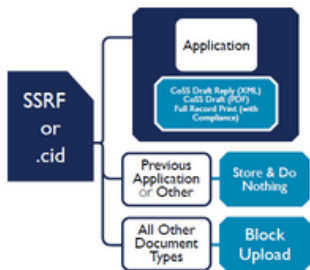 SSRF
or
.cid
Application
CoSS Draft Reply (XML)
CoSS Draft (PDF)
Full Record Print (with
Compliance)
Previous
Application
or Other
Store & Do
Nothing
All Other
Document
Types
Block
Upload